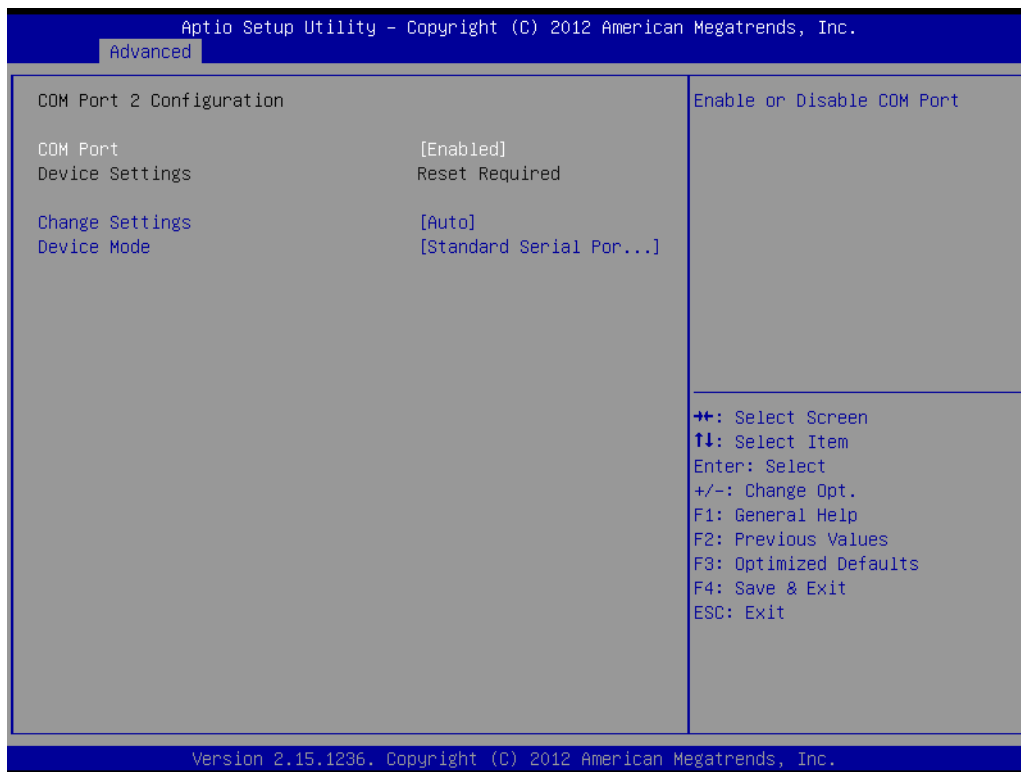 Aptio Setup Utility – Copyright (C) 2012 American Megatrends, Inc.
Advanced
COM Port 2 Configuration
COM Port [Enabled]
Device Settings Reset Required
Change Settings [Auto]
Device Mode [Standard Serial Por...]
Enable or Disable COM Port
→←: Select Screen
↑↓: Select Item
Enter: Select
+/-: Change Opt.
F1: General Help
F2: Previous Values
F3: Optimized Defaults
F4: Save & Exit
ESC: Exit
Version 2.15.1236. Copyright (C) 2012 American Megatrends, Inc.